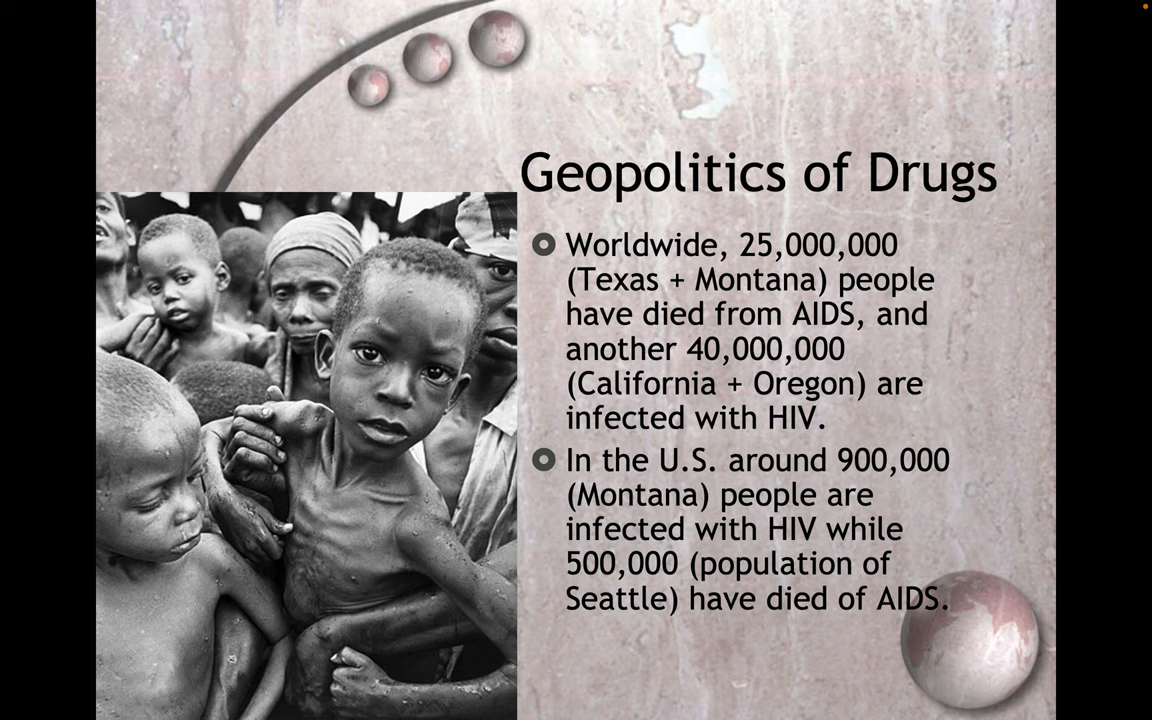 Geopolitics of Drugs
Worldwide, 25,000,000
(Texas + Montana) people
have died from AIDS, and
another 40,000,000
(California + Oregon) are
infected with HIV.
In the U.S. around 900,000
(Montana) people are
infected with HIV while
500,000 (population of
Seattle) have died of AIDS.